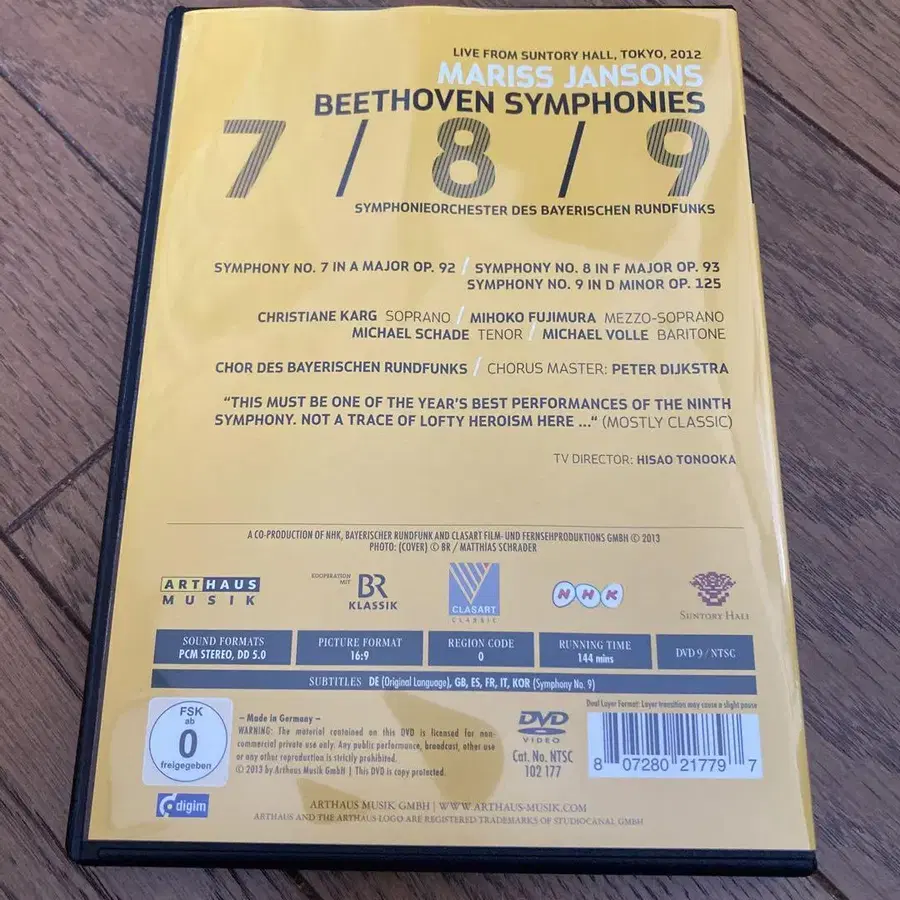 LIVE FROM SUNTORY HALL, TOKYO, 2012
MARISS JANSONS
BEETHOVEN SYMPHONIES
7 / 8 / 9
SYMPHONIEORCHESTER DES BAYERISCHEN RUNDFUNKS
SYMPHONY NO. 7 IN A MAJOR OP. 92 / SYMPHONY NO. 8 IN F MAJOR OP. 93
SYMPHONY NO. 9 IN D MINOR OP. 125
CHRISTIANE KARG SOPRANO / MIHOKO FUJIMURA MEZZO-SOPRANO
MICHAEL SCHADE TENOR / MICHAEL VOLLE BARITONE
CHOR DES BAYERISCHEN RUNDFUNKS / CHORUS MASTER: PETER DIJKSTRA
“THIS MUST BE ONE OF THE YEAR’S BEST PERFORMANCES OF THE NINTH
SYMPHONY. NOT A TRACE OF LOFTY HEROISM HERE ...“ (MOSTLY CLASSIC)
TV DIRECTOR: HISAO TONOOKA
A CO-PRODUCTION OF NHK, BAYERISCHER RUNDFUNK AND CLASART FILM- UND FERNSEHPRODUKTIONS GMBH © 2013
PHOTO: (COVER) © BR / MATTHIAS SCHRADER
ARTHAUS
MUSIK
KOOPERATION
MIT
BR
KLASSIK
CLASART
CLASSIC
NHK
SUNTORY HALL
SOUND FORMATS
PCM STEREO, DD 5.0
PICTURE FORMAT
16:9
REGION CODE
0
RUNNING TIME
144 mins
DVD 9 / NTSC
SUBTITLES DE (Original Language), GB, ES, FR, IT, KOR (Symphony No. 9)
Dual Layer Format: Layer transition may cause a slight pause
FSK
ab
0
freigegeben
– Made in Germany –
WARNING: The material contained on this DVD is licensed for non-
commercial private use only. Any public performance, broadcast, other use
or any other reproduction is strictly prohibited.
© 2013 by Arthaus Musik GmbH | This DVD is copy protected.
DVD
VIDEO
Cat. No. NTSC
102 177
8 07280 21779 7
digim
ARTHAUS MUSIK GMBH | WWW.ARTHAUS-MUSIK.COM
ARTHAUS AND THE ARTHAUS LOGO ARE REGISTERED TRADEMARKS OF STUDIOCANAL GMBH